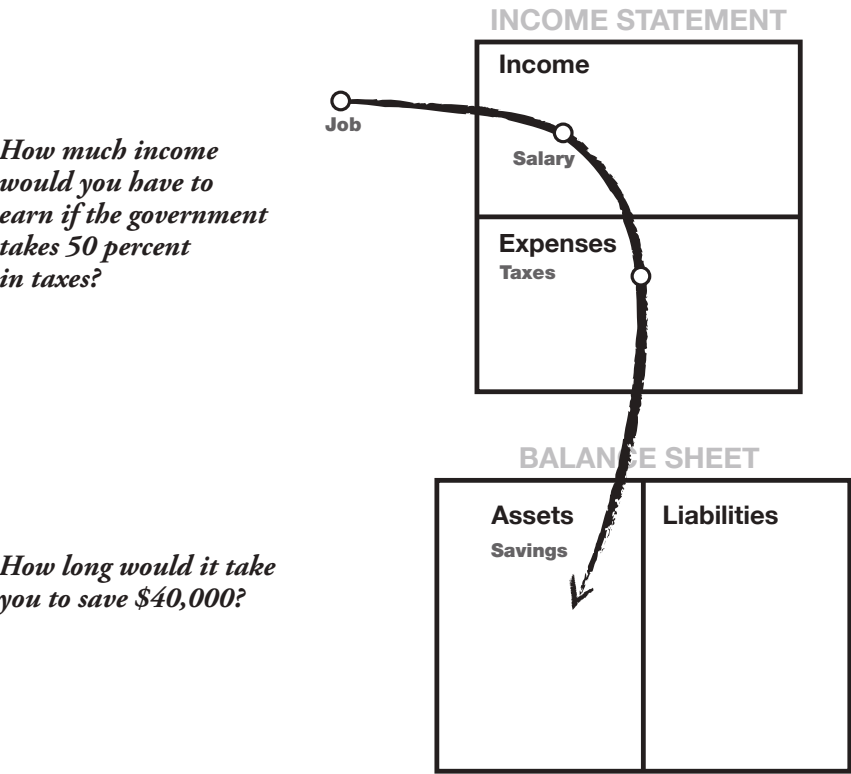 INCOME STATEMENT
Income
Job
Salary
How much income
would you have to
earn if the government
takes 50 percent
in taxes?
Expenses
Taxes
BALANCE SHEET
Assets
Liabilities
Savings
How long would it take
you to save $40,000?